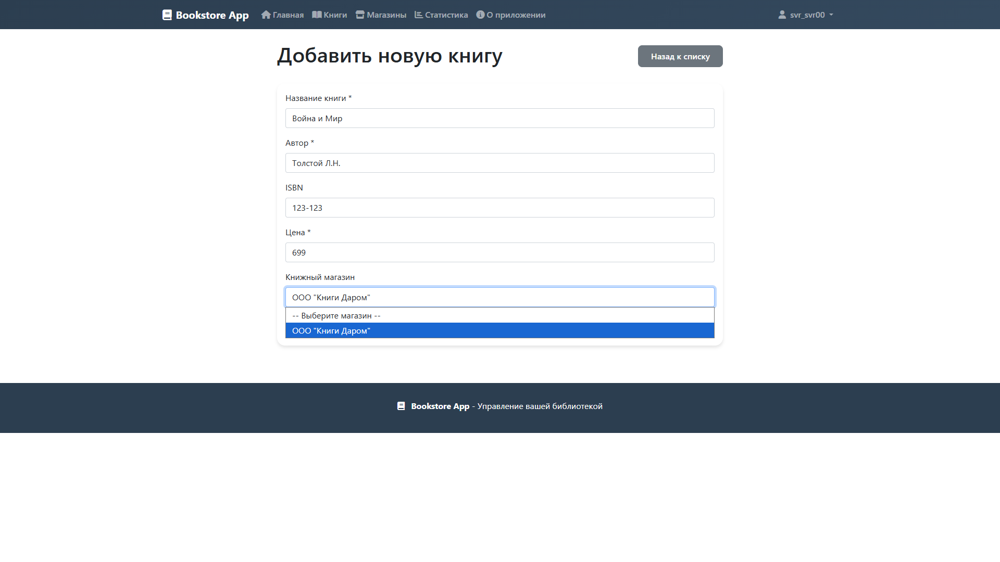 Bookstore App Главная Книги Магазины Статистика О приложении svr_svr00
Добавить новую книгу
Назад к списку
Название книги *
Война и Мир
Автор *
Толстой Л.Н.
ISBN
123-123
Цена *
699
Книжный магазин
ООО "Книги Даром"
-- Выберите магазин --
ООО "Книги Даром"
Bookstore App - Управление вашей библиотекой